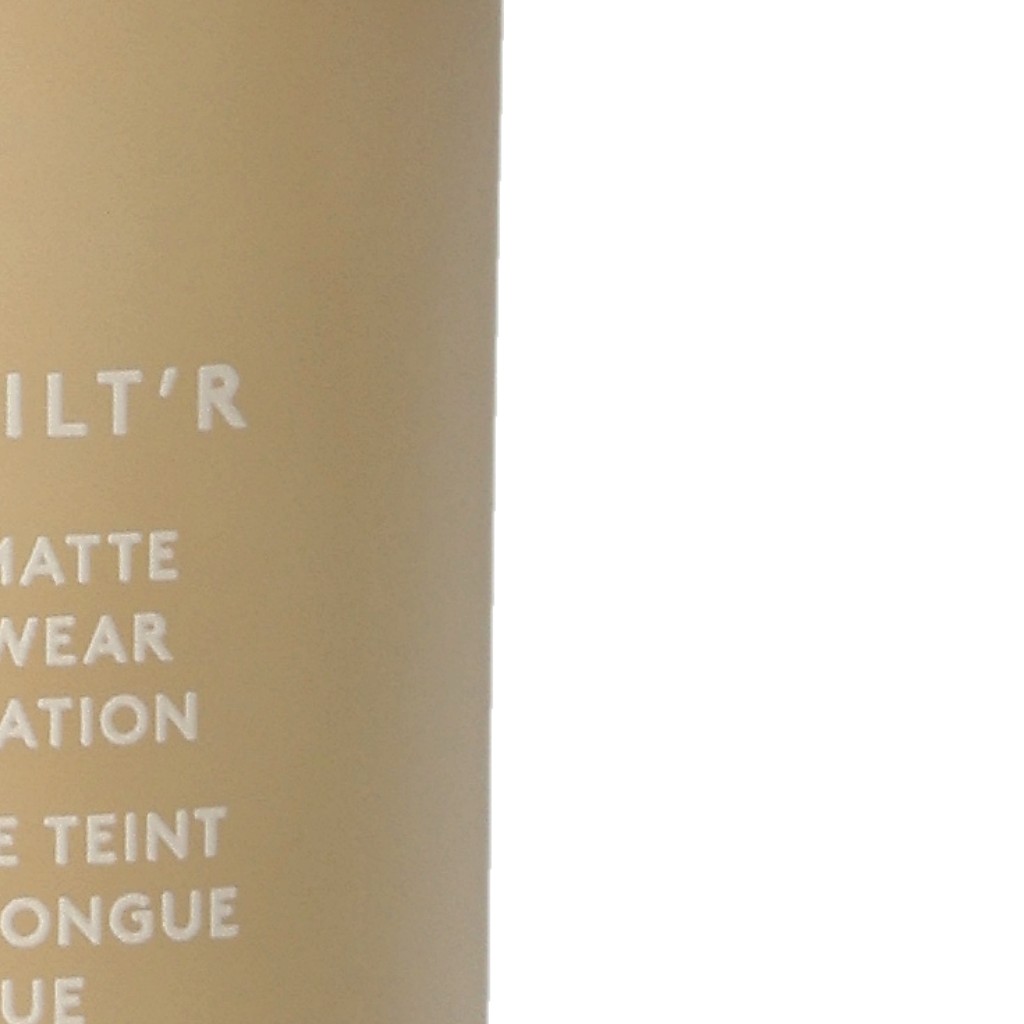 ILT'R
MATTE
WEAR
ATION
E TEINT
ONGUE
UE